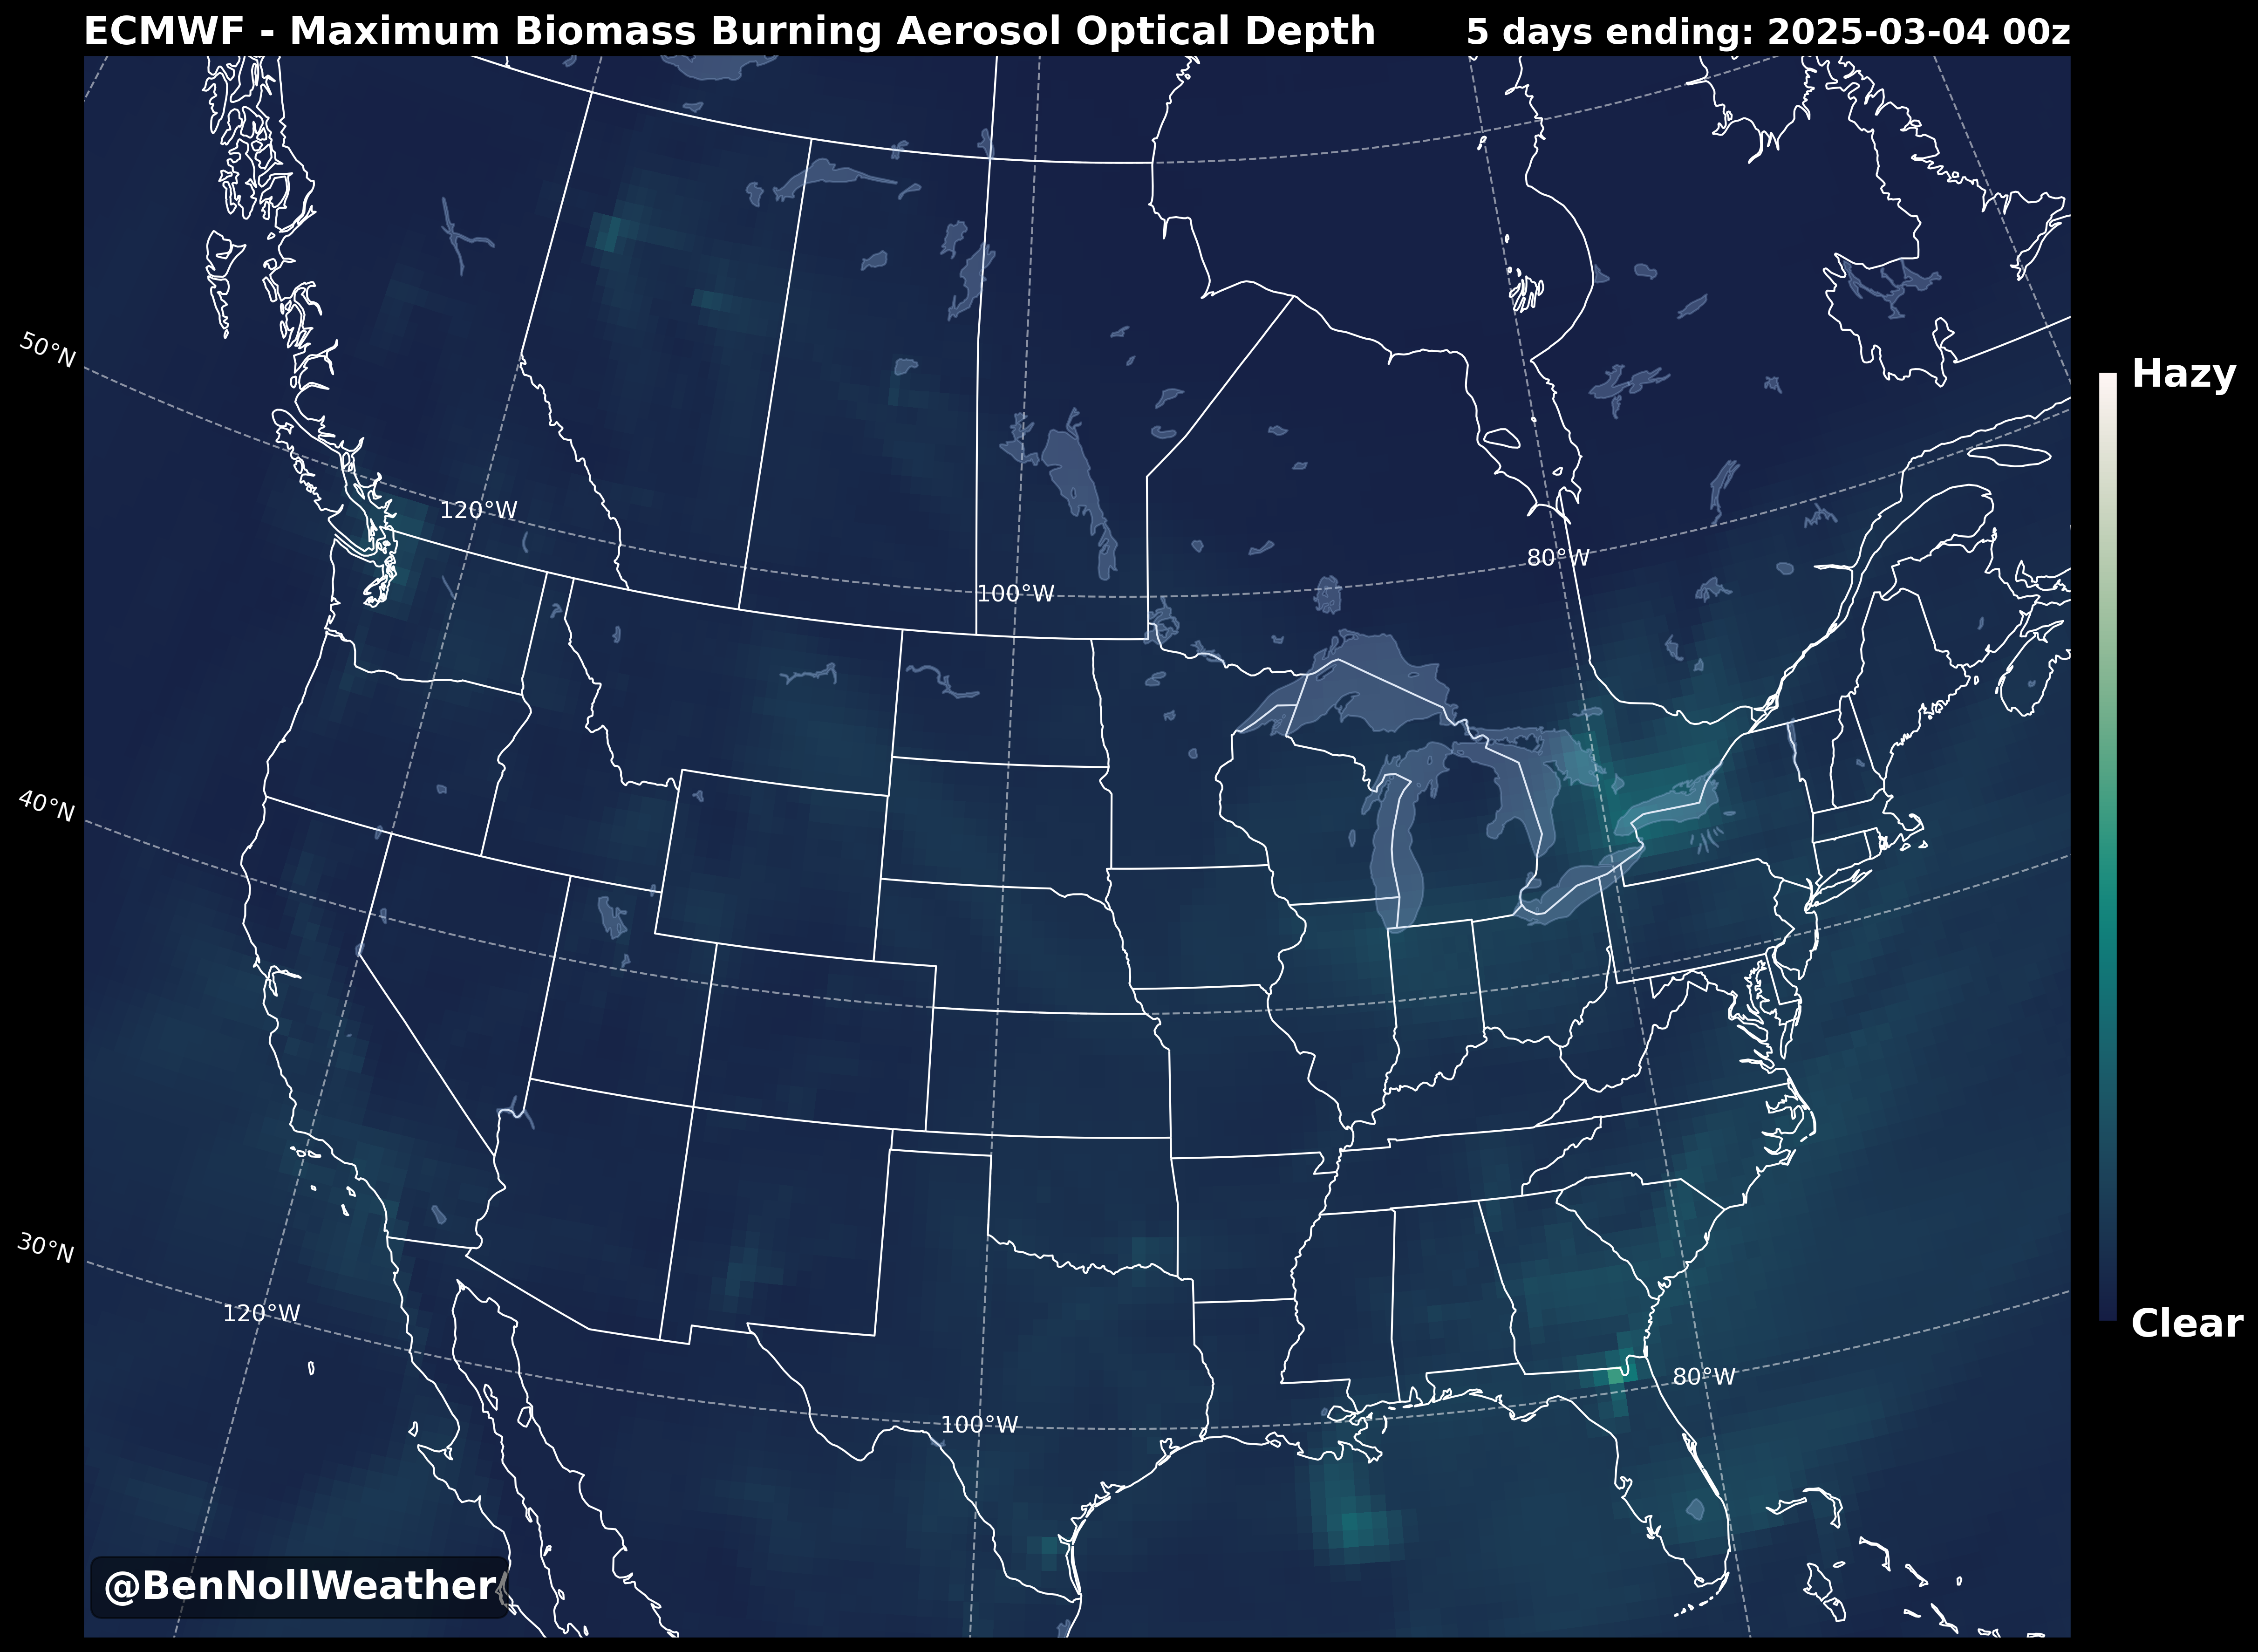 ECMWF - Maximum Biomass Burning Aerosol Optical Depth
5 days ending: 2025-03-04 00z
50°N
Hazy
120°W
80°W
100°W
40°N
30°N
120°W
Clear
80°W
100°W
@BenNollWeather